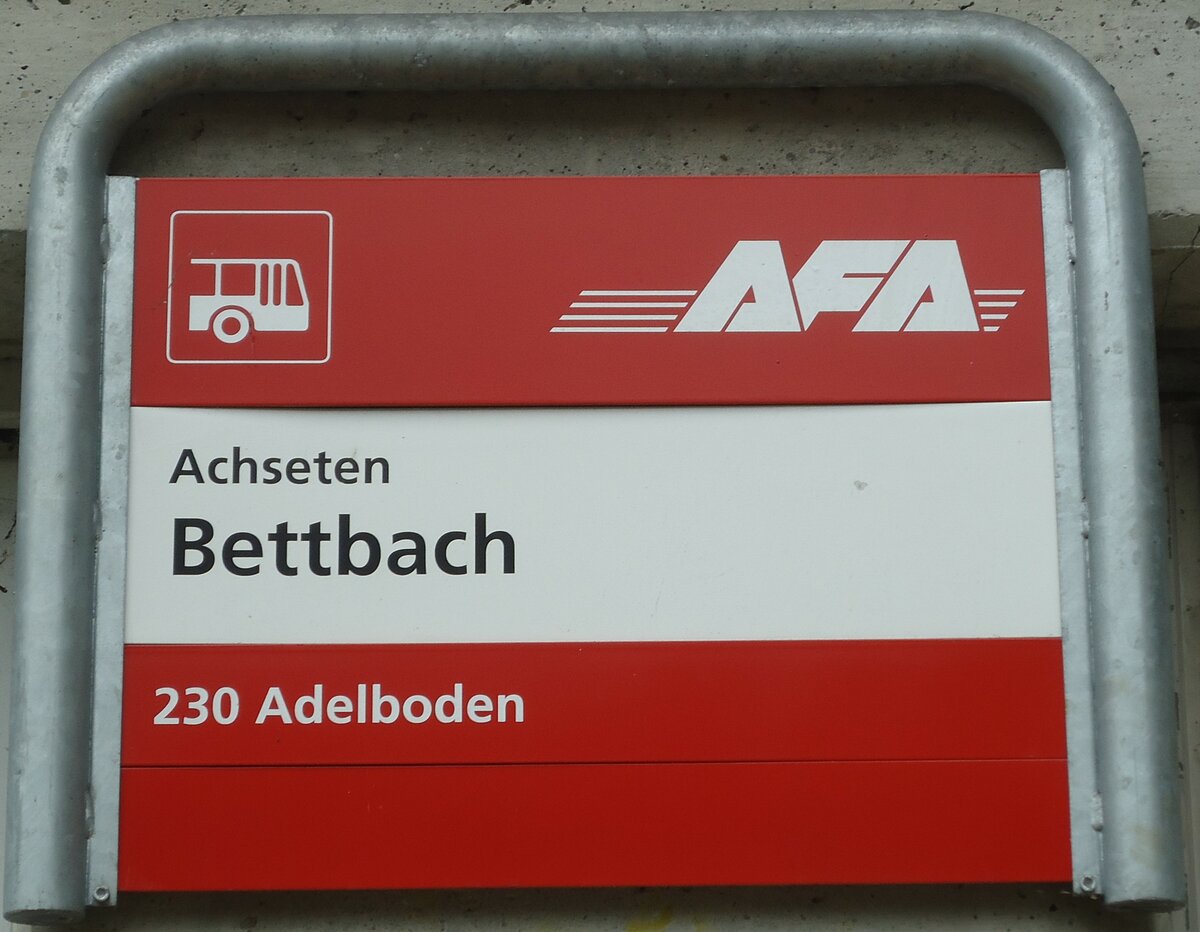 AFA
Achseten
Bettbach
230 Adelboden